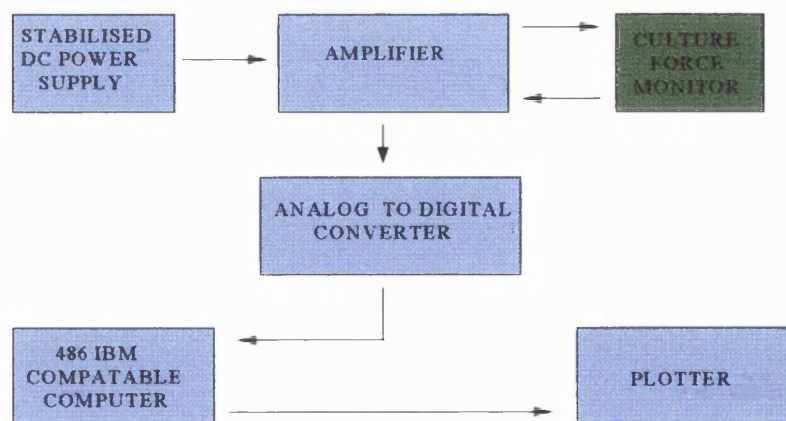 STABILISED
DC POWER
SUPPLY
AMPLIFIER
CULTURE
FORCE
MONITOR
ANALOG TO DIGITAL
CONVERTER
486 IBM
COMPATABLE
COMPUTER
PLOTTER